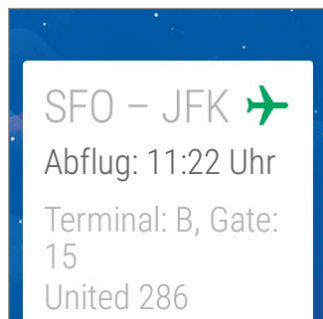 SFO – JFK
Abflug: 11:22 Uhr
Terminal: B, Gate:
15
United 286